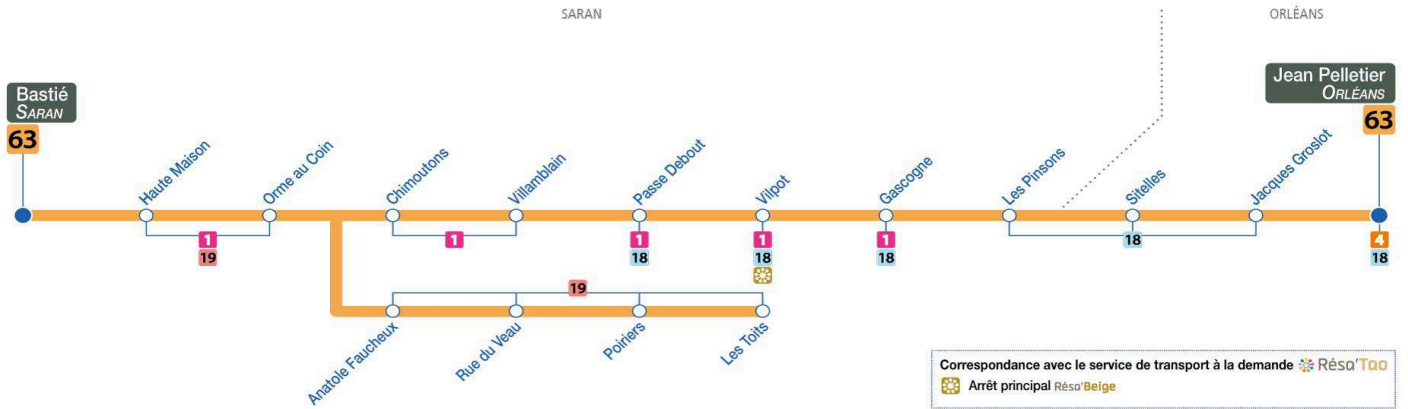 SARAN
ORLÉANS
Bastié
SARAN
63
Jean Pelletier
ORLÉANS
63
Haute Maison
Orme au Coin
Chimoutons
Villamblain
Passe Debout
Vilpot
Gascogne
Les Pinsons
Sitelles
Jacques Groslot
1
19
1
1
18
1
18
1
18
18
4
18
19
Anatole Faucheux
Rue du Veau
Poiriers
Les Toits
Correspondance avec le service de transport à la demande Résa'Tao
Arrêt principal Résa'Beige